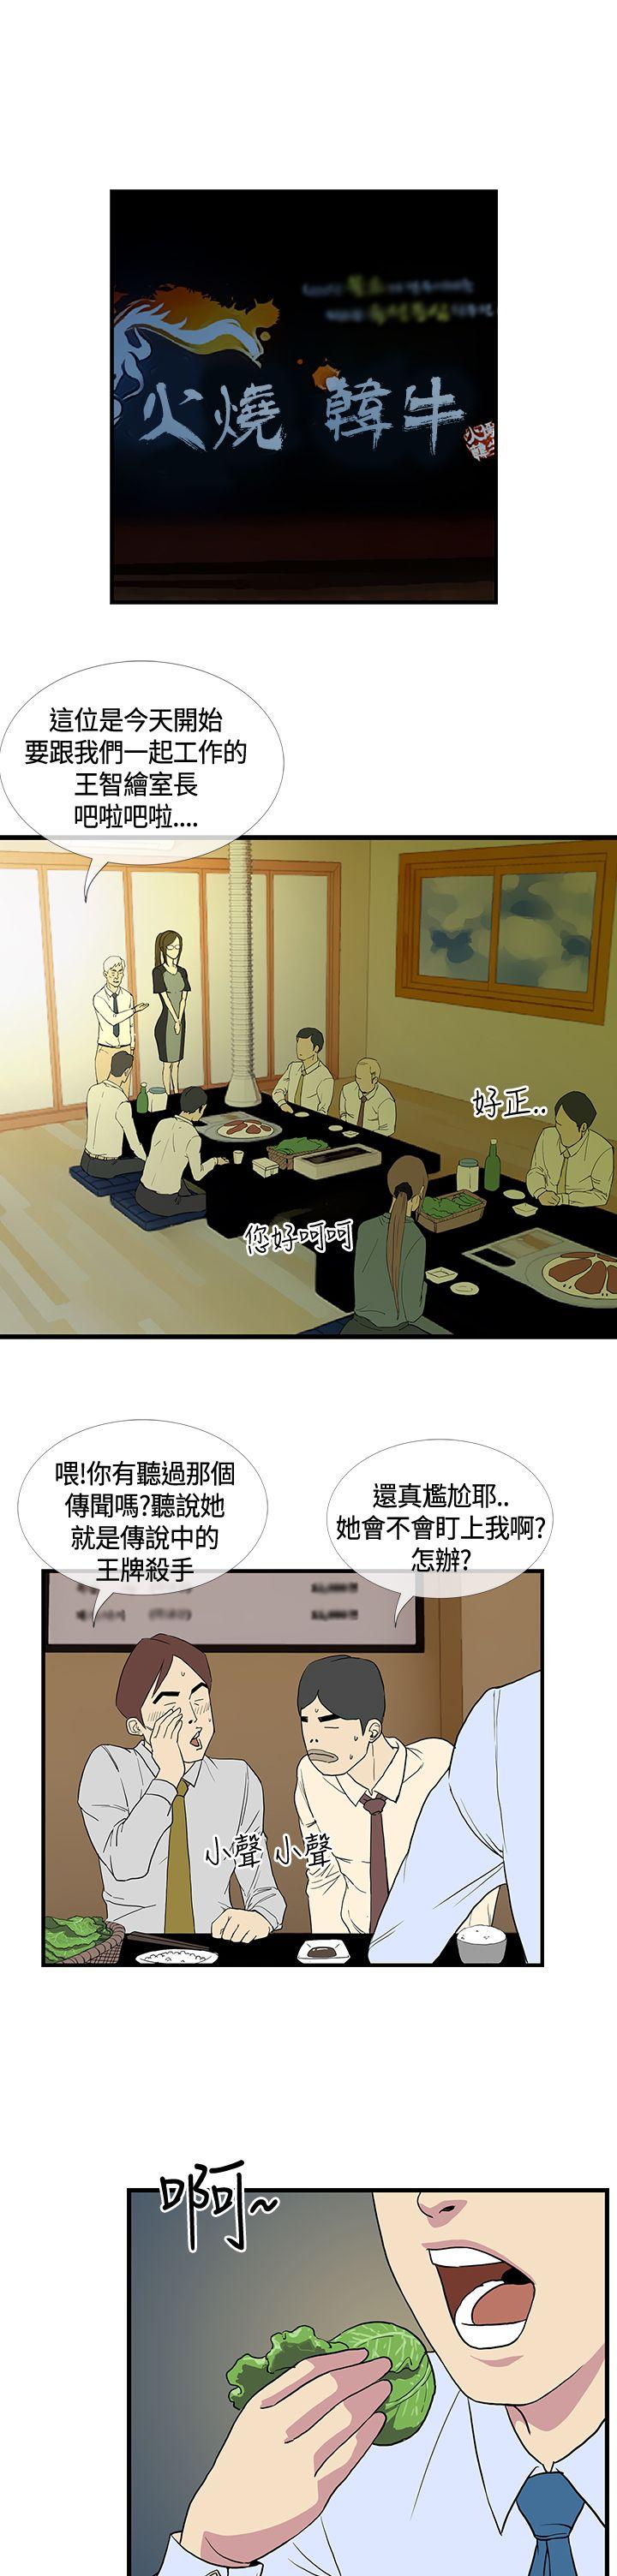 火燒 韓牛
這位是今天開始
要跟我們一起工作的
王智繪室長
吧啦吧啦....
好正..
您好呵呵
喂!你有聽過那個
傳聞嗎?聽說她
就是傳說中的
王牌殺手
還真尷尬耶..
她會不會盯上我啊?
怎辦?
小聲 小聲
啊~